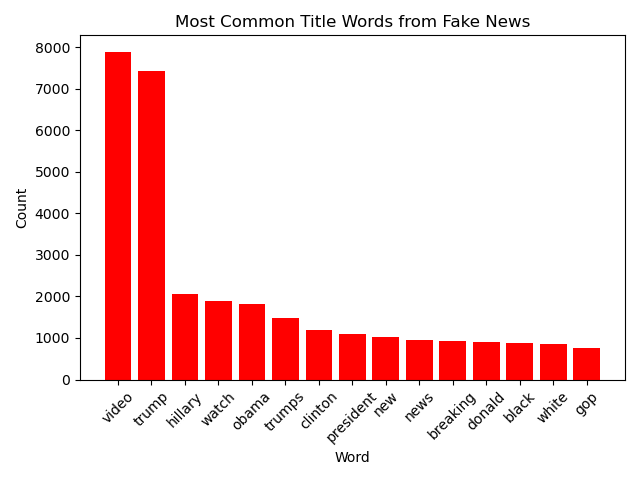 Most Common Title Words from Fake News
8000
7000
6000
5000
4000
3000
2000
1000
0
Count
video
trump
hillary
watch
obama
trumps
clinton
president
new
news
breaking
donald
black
white
gop
Word